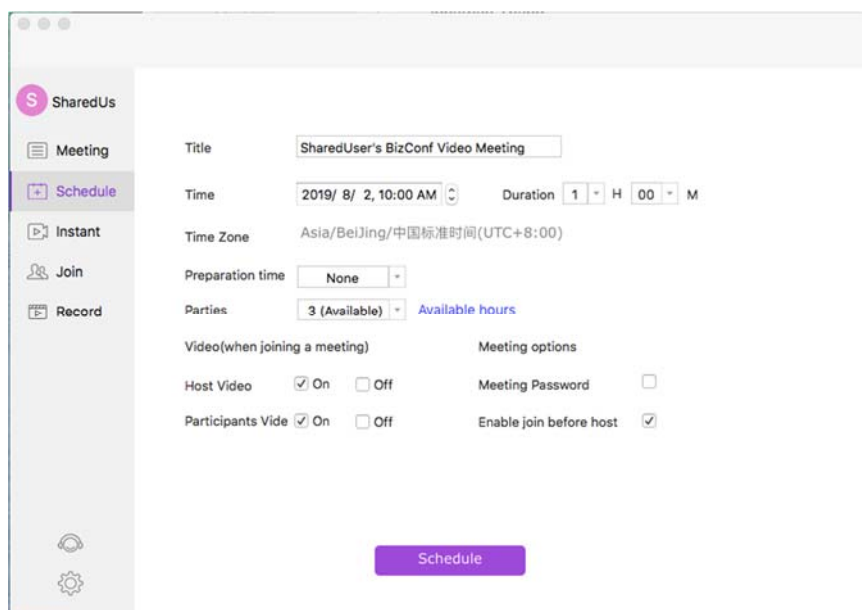 S SharedUs
Meeting
Schedule
Instant
Join
Record
Title SharedUser's BizConf Video Meeting
Time 2019/ 8/ 2, 10:00 AM Duration 1 H 00 M
Time Zone Asia/BeiJing/中国标准时间(UTC+8:00)
Preparation time None
Parties 3 (Available) Available hours
Video(when joining a meeting) Meeting options
Host Video On Off Meeting Password
Participants Vide On Off Enable join before host
Schedule